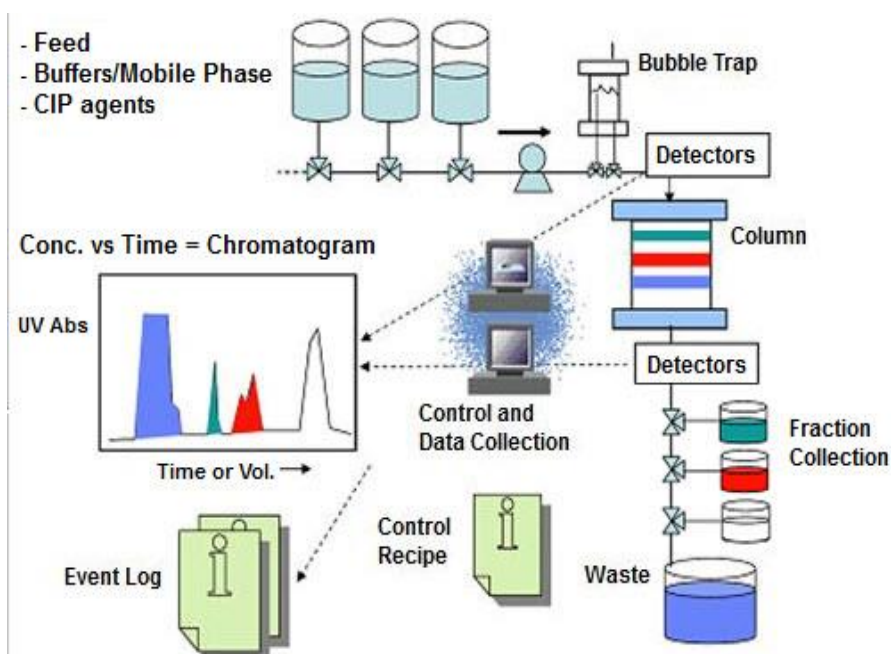 - Feed
- Buffers/Mobile Phase
- CIP agents
Bubble Trap
Detectors
Column
Conc. vs Time = Chromatogram
UV Abs
Detectors
Control and
Data Collection
Fraction
Collection
Time or Vol.
Control
Recipe
Event Log
Waste